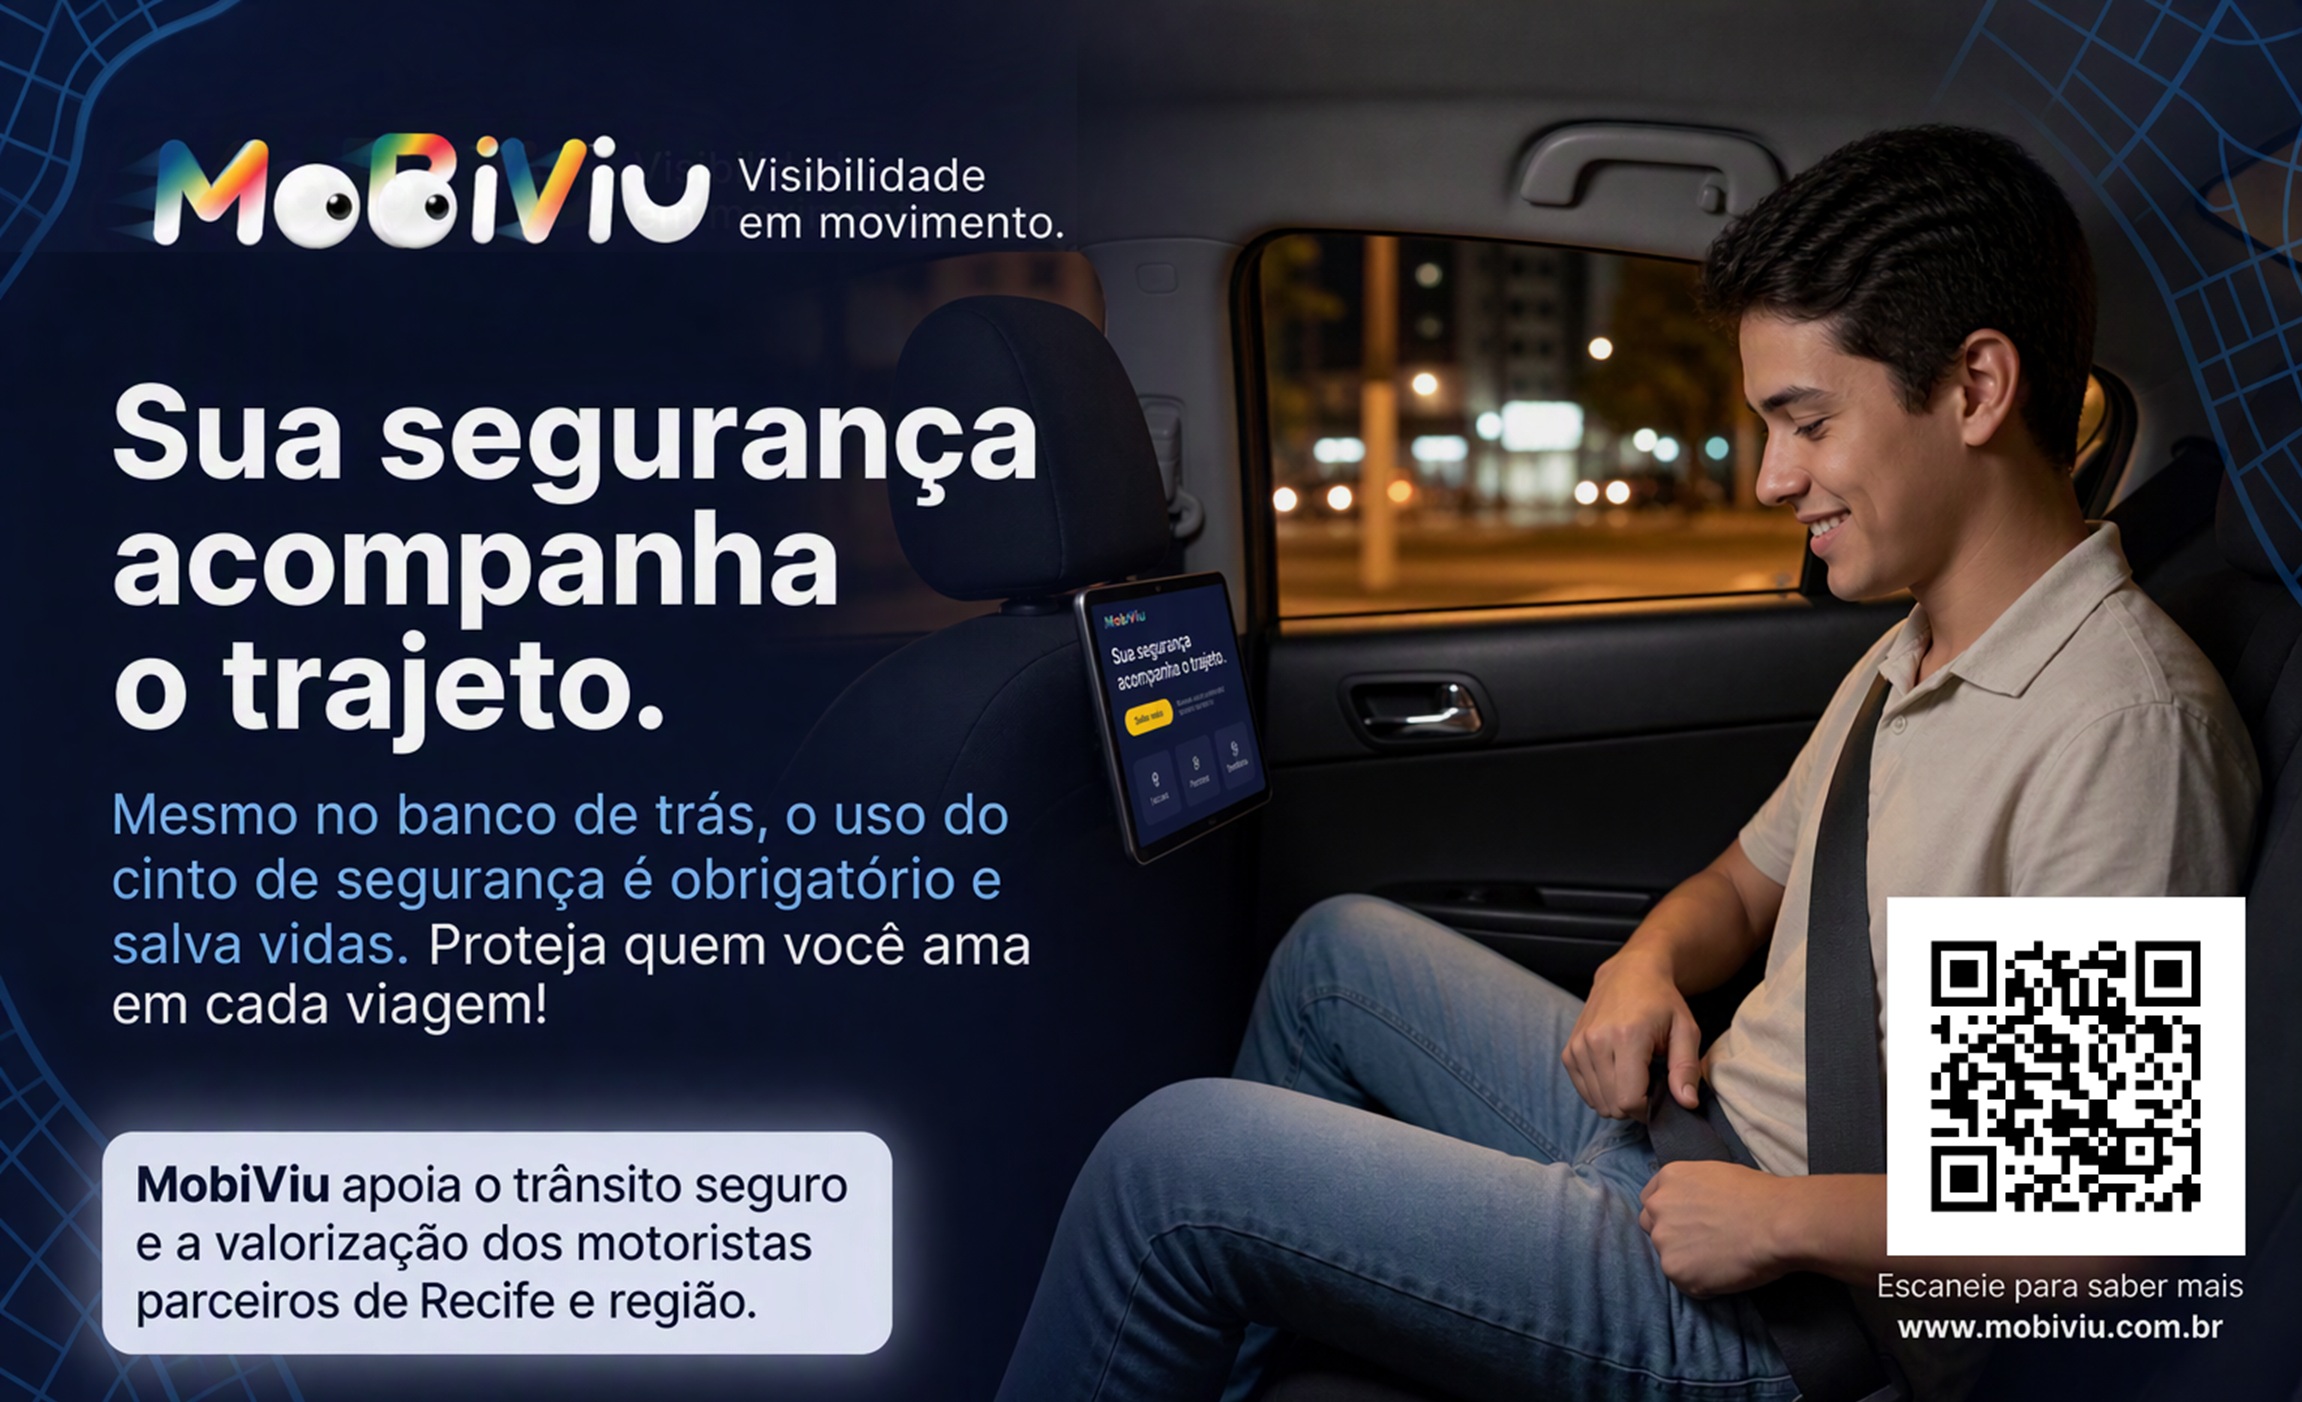 MoBiViu
Visibilidade
em movimento.
Sua segurança
acompanha
o trajeto.
Mesmo no banco de trás, o uso do
cinto de segurança é obrigatório e
salva vidas. Proteja quem você ama
em cada viagem!
MobiViu apoia o trânsito seguro
e a valorização dos motoristas
parceiros de Recife e região.
MobiViu
Sua segurança
acompanha o trajeto.
Escaneie para saber mais
www.mobiviu.com.br